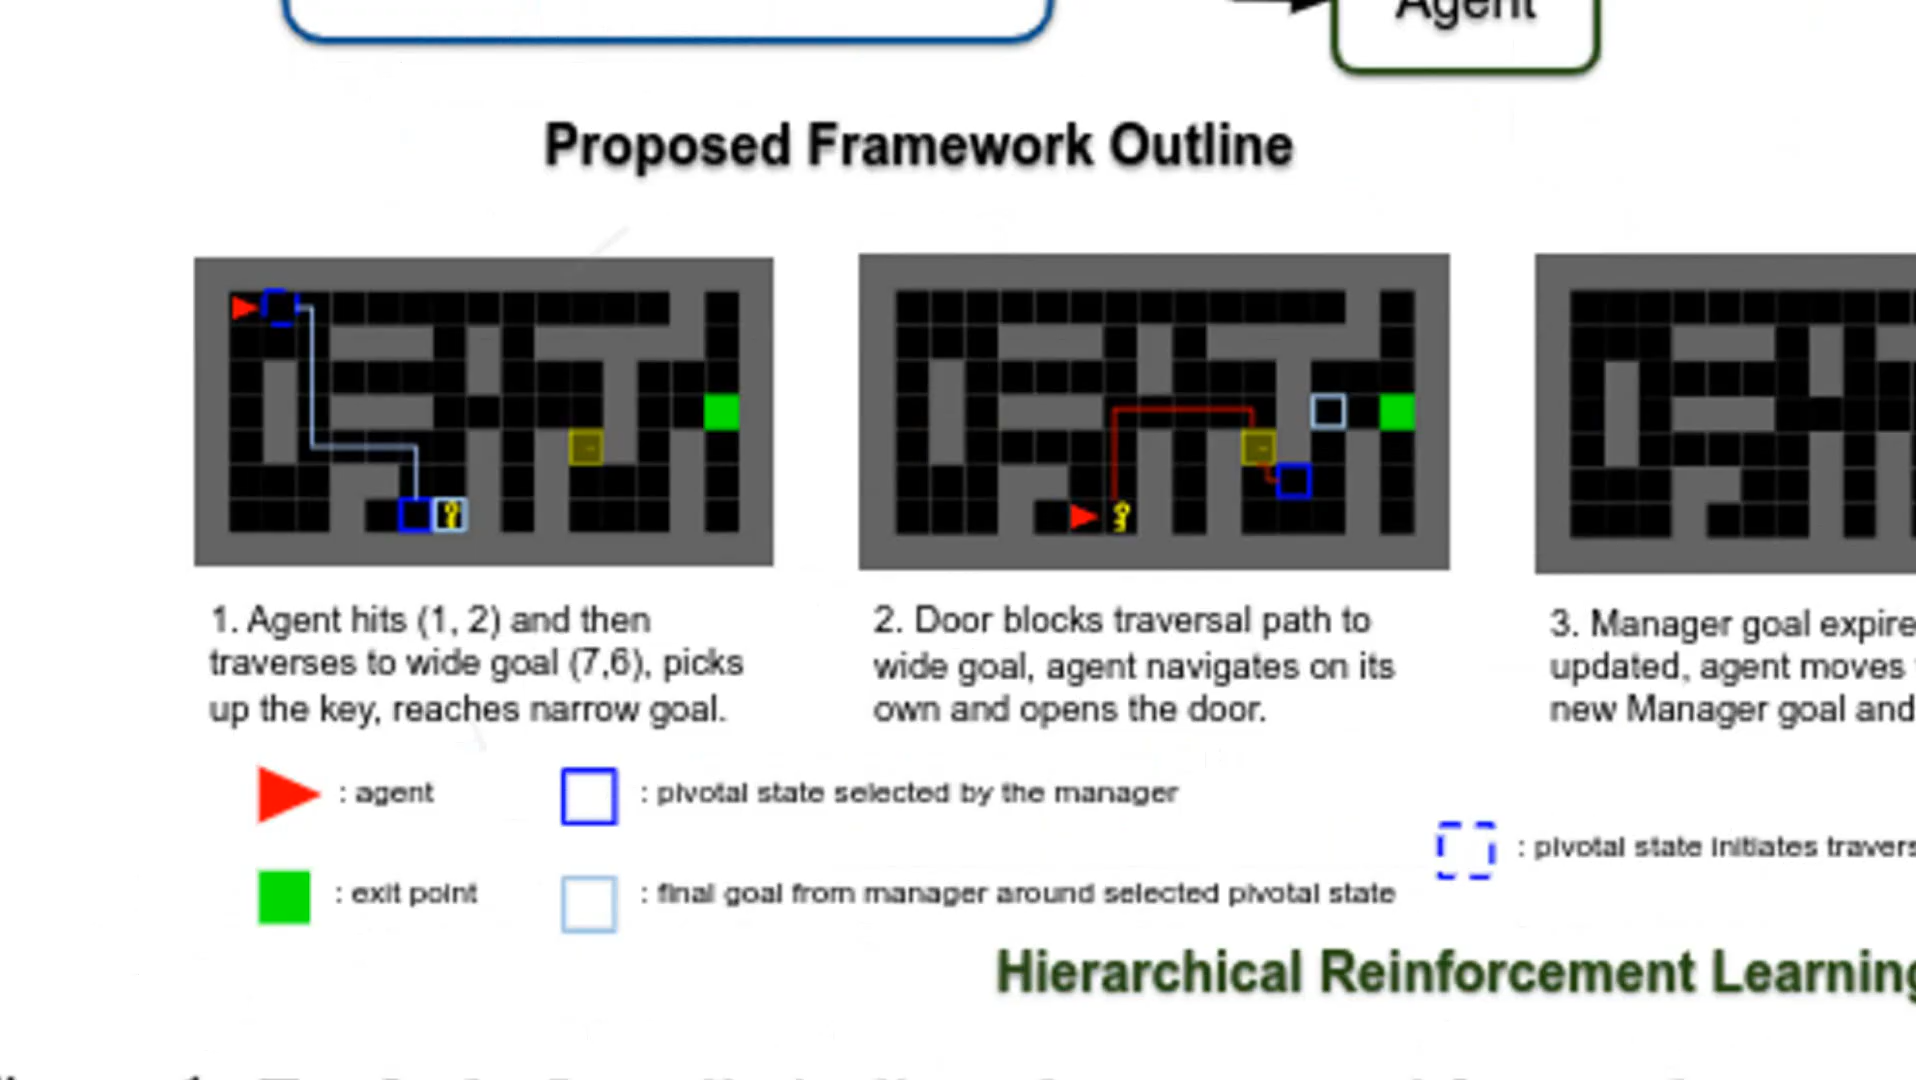 Agent
Proposed Framework Outline
1. Agent hits (1, 2) and then
traverses to wide goal (7,6), picks
up the key, reaches narrow goal.
2. Door blocks traversal path to
wide goal, agent navigates on its
own and opens the door.
3. Manager goal expire
updated, agent moves
new Manager goal and
: agent
: pivotal state selected by the manager
: pivotal state initiates travers
: exit point
: final goal from manager around selected pivotal state
Hierarchical Reinforcement Learning